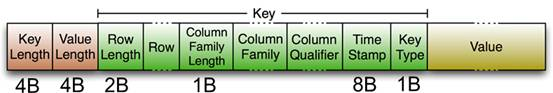 Key
Key Length
Value Length
Row Length
Row
Column Family Length
Column Family
Column Qualifier
Time Stamp
Key Type
Value
4B
4B
2B
1B
8B
1B